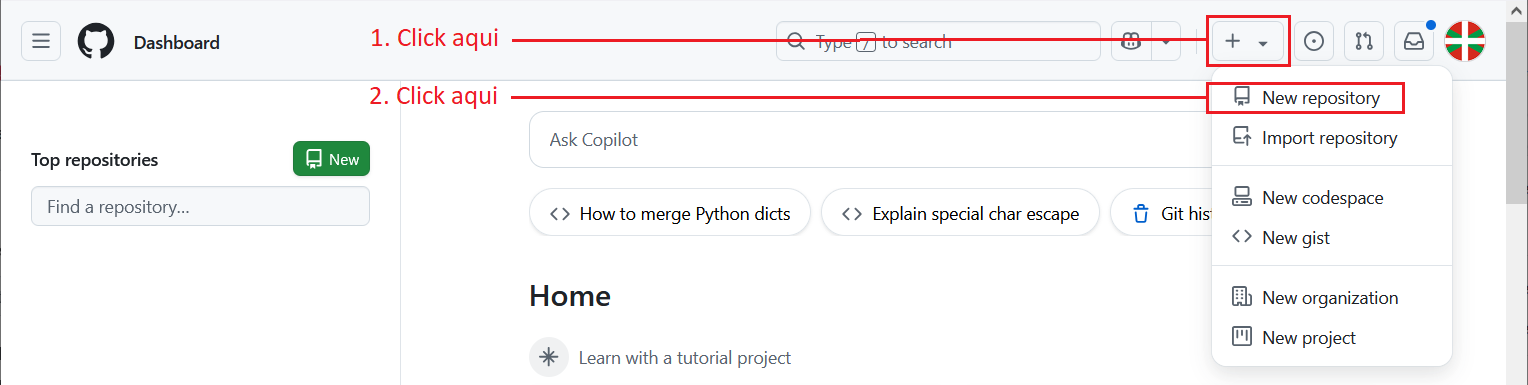 Dashboard
1. Click aqui
Type / to search
2. Click aqui
New repository
Import repository
New codespace
New gist
New organization
New project
Top repositories
New
Find a repository...
Ask Copilot
How to merge Python dicts
Explain special char escape
Git hist
Home
Learn with a tutorial project